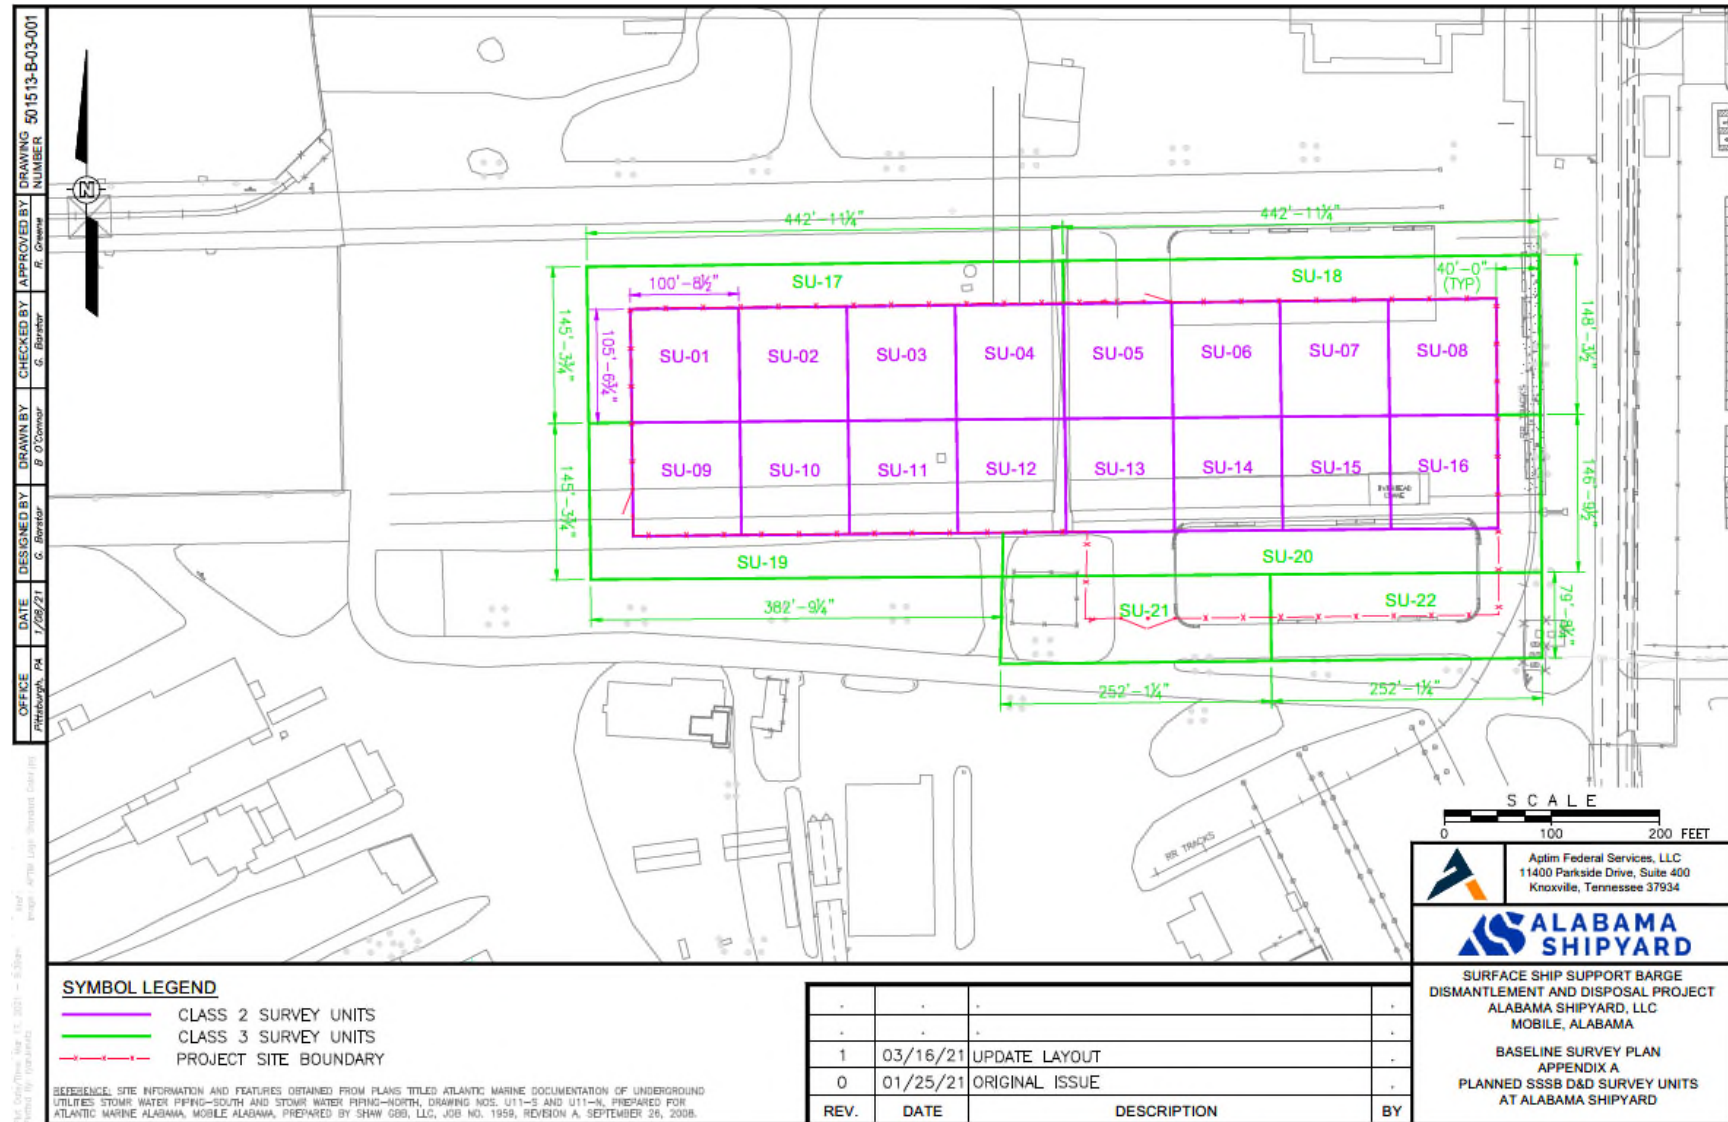 DRAWING NUMBER 501513-B-03-001
APPROVED BY R. Greene
CHECKED BY G. Barstar
DRAWN BY B O'Connor
DESIGNED BY G. Barstar
DATE 1/08/21
OFFICE Pittsburgh, PA
N
442'-11¼"
442'-11¼"
SU-17
SU-18
40'-0"
(TYP)
100'-8½"
145'-3¾"
105'-6¾"
148'-3½"
SU-01
SU-02
SU-03
SU-04
SU-05
SU-06
SU-07
SU-08
RR TRACKS
SU-09
SU-10
SU-11
SU-12
SU-13
SU-14
SU-15
SU-16
OVERHEAD
CRANE
145'-3¾"
146'-9½"
SU-19
SU-20
382'-9¼"
SU-21
SU-22
79'-8¼"
252'-1¼"
252'-1¼"
RR TRACKS
SCALE
0 100 200 FEET
Aptim Federal Services, LLC
11400 Parkside Drive, Suite 400
Knoxville, Tennessee 37934
ALABAMA
SHIPYARD
SURFACE SHIP SUPPORT BARGE
DISMANTLEMENT AND DISPOSAL PROJECT
ALABAMA SHIPYARD, LLC
MOBILE, ALABAMA
BASELINE SURVEY PLAN
APPENDIX A
PLANNED SSSB D&D SURVEY UNITS
AT ALABAMA SHIPYARD
SYMBOL LEGEND
CLASS 2 SURVEY UNITS
CLASS 3 SURVEY UNITS
PROJECT SITE BOUNDARY
REFERENCE: SITE INFORMATION AND FEATURES OBTAINED FROM PLANS TITLED ATLANTIC MARINE DOCUMENTATION OF UNDERGROUND
UTILITIES STOMR WATER PIPING-SOUTH AND STOMR WATER PIPING-NORTH, DRAWING NOS. U11-S AND U11-N, PREPARED FOR
ATLANTIC MARINE ALABAMA, MOBILE ALABAMA, PREPARED BY SHAW GBB, LLC, JOB NO. 1959, REVISION A, SEPTEMBER 26, 2008.
1 03/16/21 UPDATE LAYOUT
0 01/25/21 ORIGINAL ISSUE
REV. DATE DESCRIPTION BY